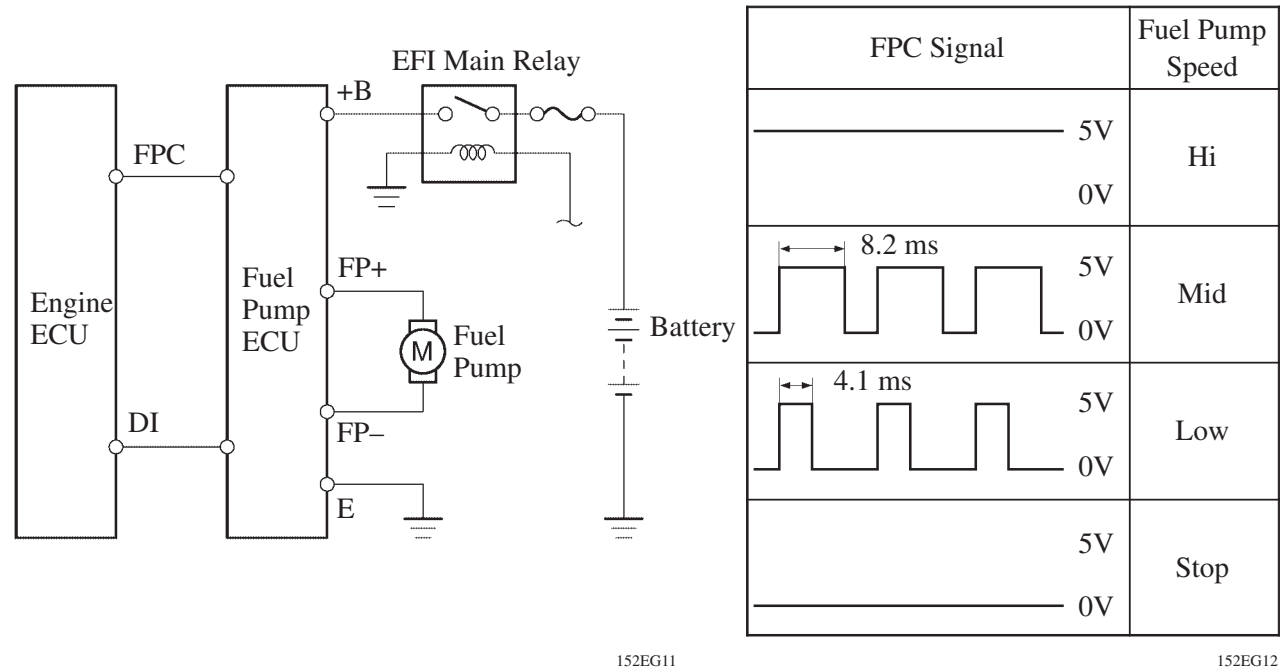 EFI Main Relay
+B
FPC
Engine
ECU
Fuel
Pump
ECU
FP+
M
Fuel
Pump
Battery
DI
FP–
E
152EG11
FPC Signal
Fuel Pump
Speed
5V
0V
Hi
8.2 ms
5V
0V
Mid
4.1 ms
5V
0V
Low
5V
0V
Stop
152EG12